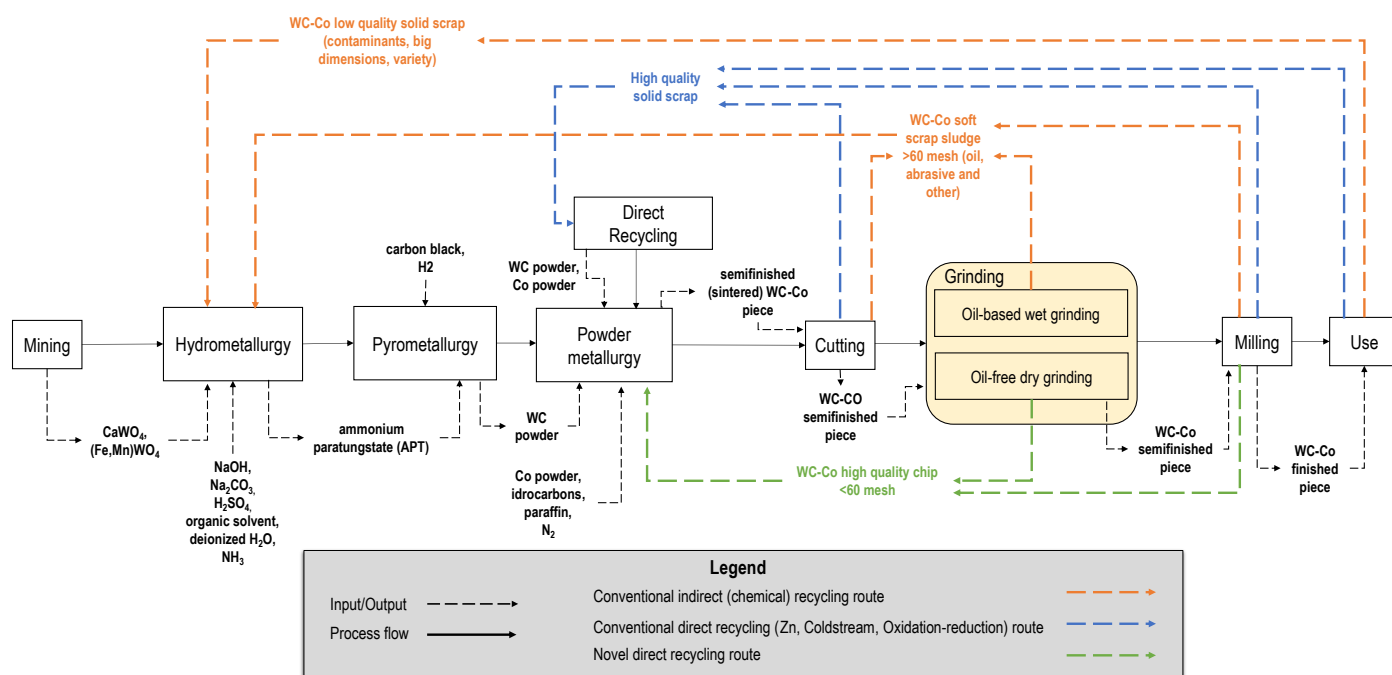 WC-Co low quality solid scrap
(contaminants, big
dimensions, variety)
High quality
solid scrap
WC-Co soft
scrap sludge
>60 mesh (oil,
abrasive and
other)
Direct
Recycling
carbon black,
H2
WC powder,
Co powder
semifinished
(sintered) WC-Co
piece
Grinding
Oil-based wet grinding
Oil-free dry grinding
Mining
Hydrometallurgy
Pyrometallurgy
Powder
metallurgy
Cutting
Milling
Use
CaWO₄,
(Fe,Mn)WO₄
NaOH,
Na₂CO₃,
H₂SO₄,
organic solvent,
deionized H₂O,
NH₃
ammonium
paratungstate (APT)
WC
powder
Co powder,
idrocarbons,
paraffin,
N₂
WC-CO
semifinished
piece
WC-Co high quality chip
<60 mesh
WC-Co
semifinished
piece
WC-Co
finished
piece
Legend
Input/Output
Process flow
Conventional indirect (chemical) recycling route
Conventional direct recycling (Zn, Coldstream, Oxidation-reduction) route
Novel direct recycling route